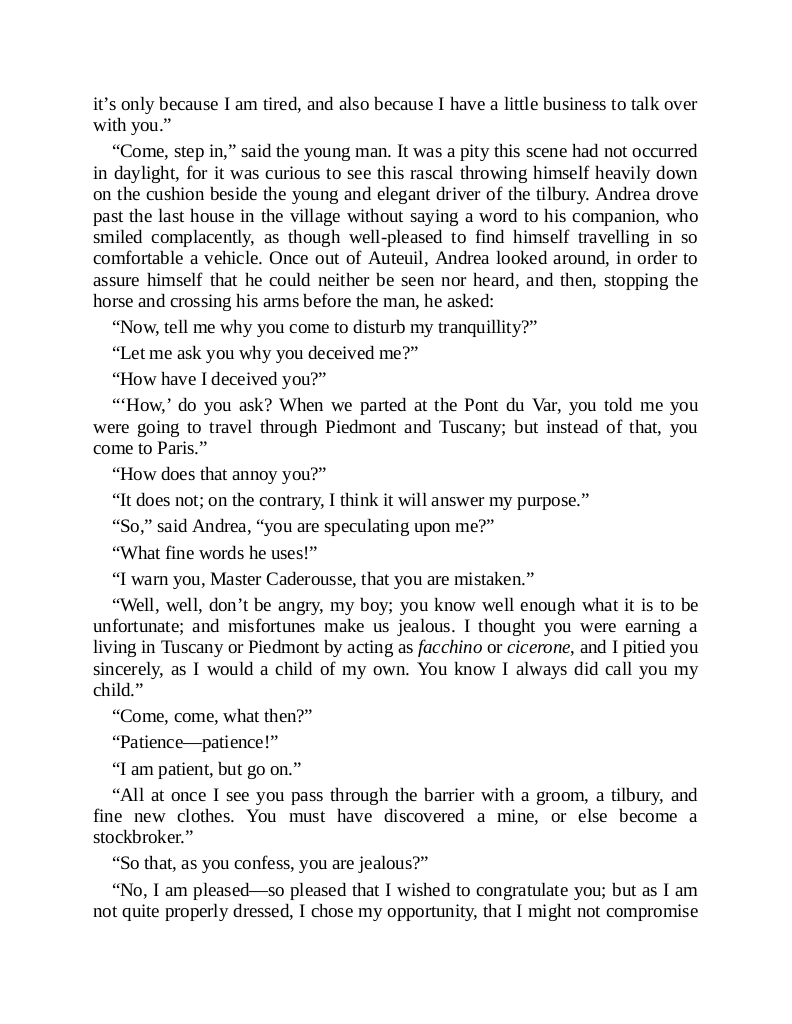 it’s only because I am tired, and also because I have a little business to talk over
with you.”
“Come, step in,” said the young man. It was a pity this scene had not occurred
in daylight, for it was curious to see this rascal throwing himself heavily down
on the cushion beside the young and elegant driver of the tilbury. Andrea drove
past the last house in the village without saying a word to his companion, who
smiled complacently, as though well-pleased to find himself travelling in so
comfortable a vehicle. Once out of Auteuil, Andrea looked around, in order to
assure himself that he could neither be seen nor heard, and then, stopping the
horse and crossing his arms before the man, he asked:
“Now, tell me why you come to disturb my tranquillity?”
“Let me ask you why you deceived me?”
“How have I deceived you?”
“‘How,’ do you ask? When we parted at the Pont du Var, you told me you
were going to travel through Piedmont and Tuscany; but instead of that, you
come to Paris.”
“How does that annoy you?”
“It does not; on the contrary, I think it will answer my purpose.”
“So,” said Andrea, “you are speculating upon me?”
“What fine words he uses!”
“I warn you, Master Caderousse, that you are mistaken.”
“Well, well, don’t be angry, my boy; you know well enough what it is to be
unfortunate; and misfortunes make us jealous. I thought you were earning a
living in Tuscany or Piedmont by acting as facchino or cicerone, and I pitied you
sincerely, as I would a child of my own. You know I always did call you my
child.”
“Come, come, what then?”
“Patience—patience!”
“I am patient, but go on.”
“All at once I see you pass through the barrier with a groom, a tilbury, and
fine new clothes. You must have discovered a mine, or else become a
stockbroker.”
“So that, as you confess, you are jealous?”
“No, I am pleased—so pleased that I wished to congratulate you; but as I am
not quite properly dressed, I chose my opportunity, that I might not compromise